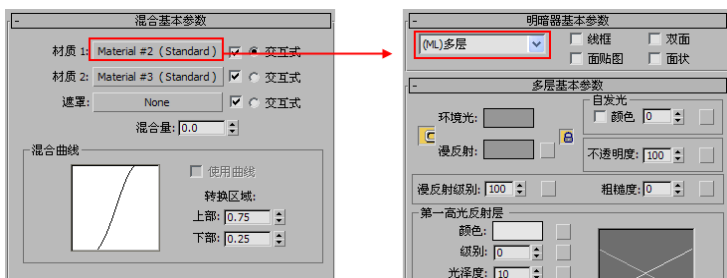 混合基本参数
材质 1: Material #2 ( Standard ) 交互式
材质 2: Material #3 ( Standard ) 交互式
遮罩: None 交互式
混合量: 0.0
混合曲线
使用曲线
转换区域:
上部: 0.75
下部: 0.25
明暗器基本参数
(ML)多层
线框 双面
面贴图 面状
多层基本参数
自发光
环境光: 颜色 0
漫反射: 不透明度: 100
漫反射级别: 100 粗糙度: 0
第一高光反射层
颜色:
级别: 0
光泽度: 10